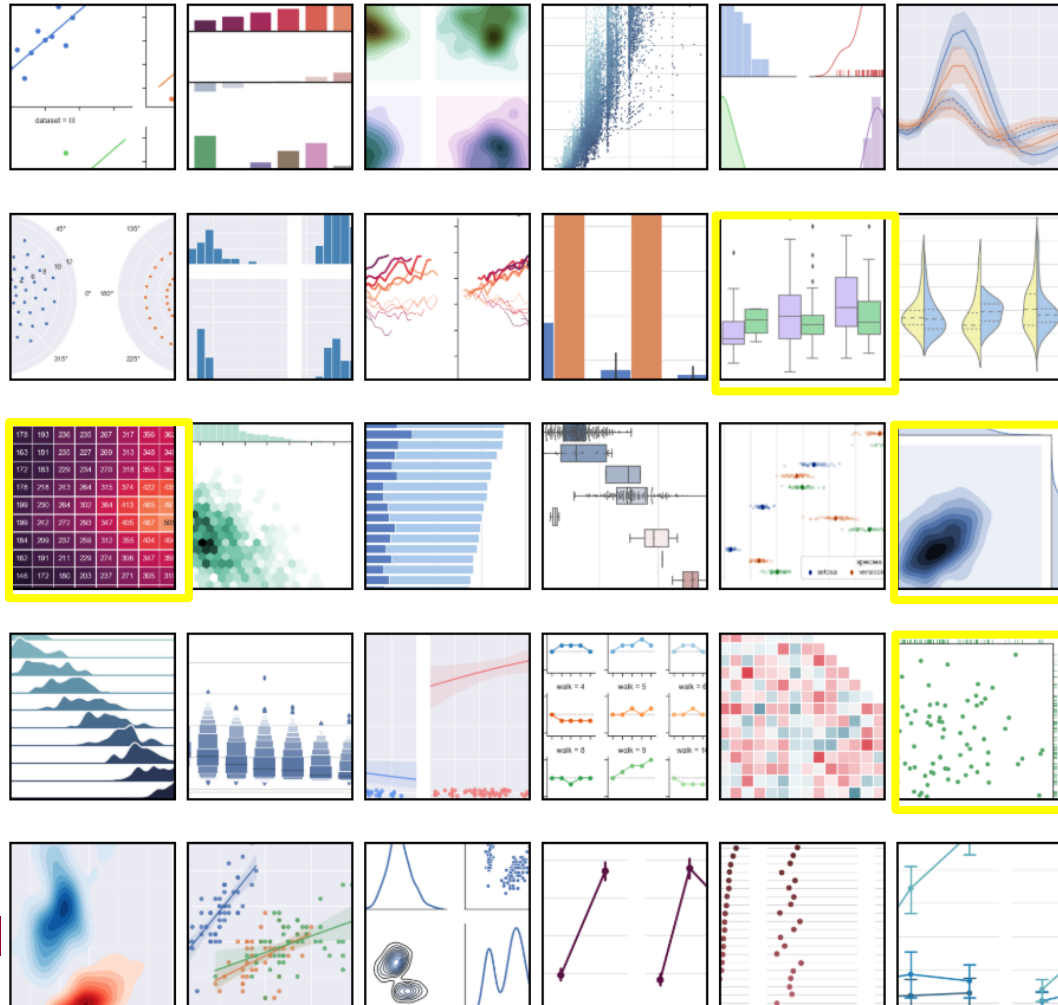 dataset = III
45°
135°
0°
180°
315°
225°
178 193 206 235 267 317 356
163 181 235 227 269 313 348
172 183 229 234 270 318 355
178 218 243 264 315 374 422
199 230 264 302 364 413 465
199 242 272 293 347 405 467
184 209 237 259 312 355 404
162 191 211 229 274 306 347
146 172 180 203 237 271 305
species
setosa
walk = 4 walk = 5
walk = 8 walk = 9